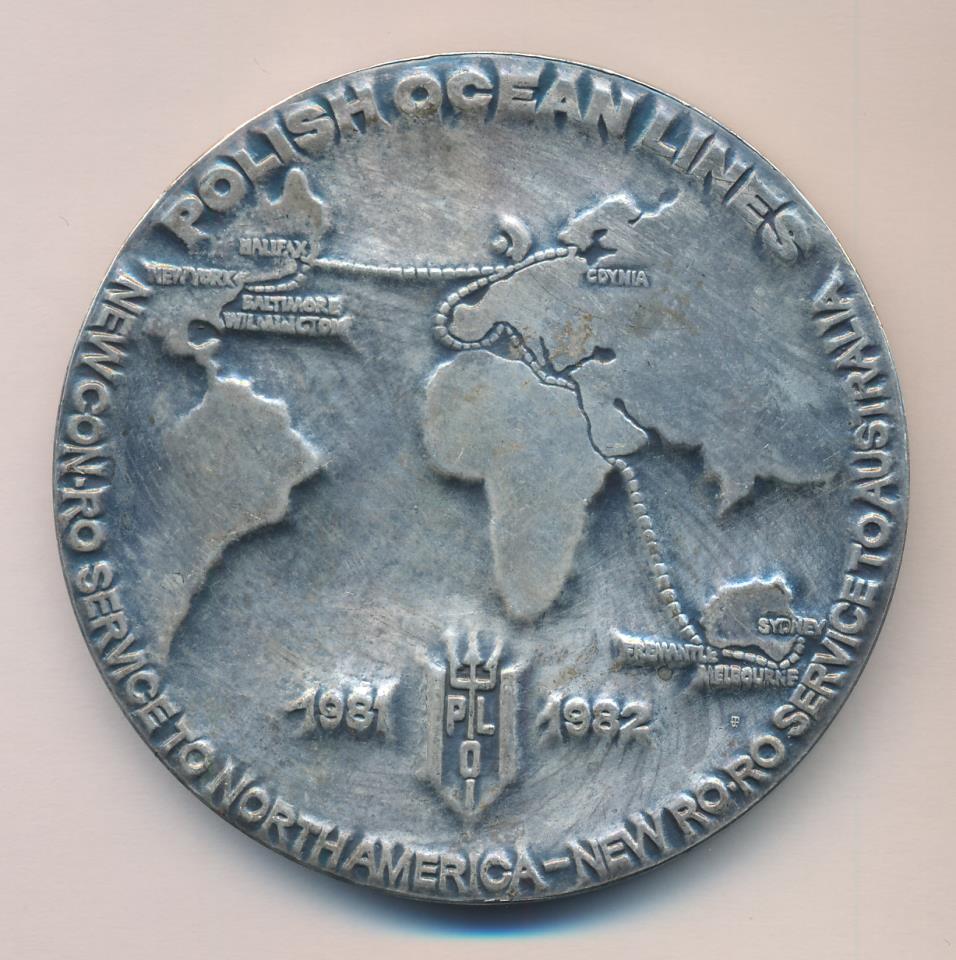 POLISH OCEAN LINES
HALIFAX
NEW YORK
BALTIMORE
WILMINGTON
GDYNIA
SYDNEY
FREMANTLE
MELBOURNE
1981
POL
1982
NEW CON-RO SERVICE TO NORTH AMERICA - NEW RO-RO SERVICE TO AUSTRALIA